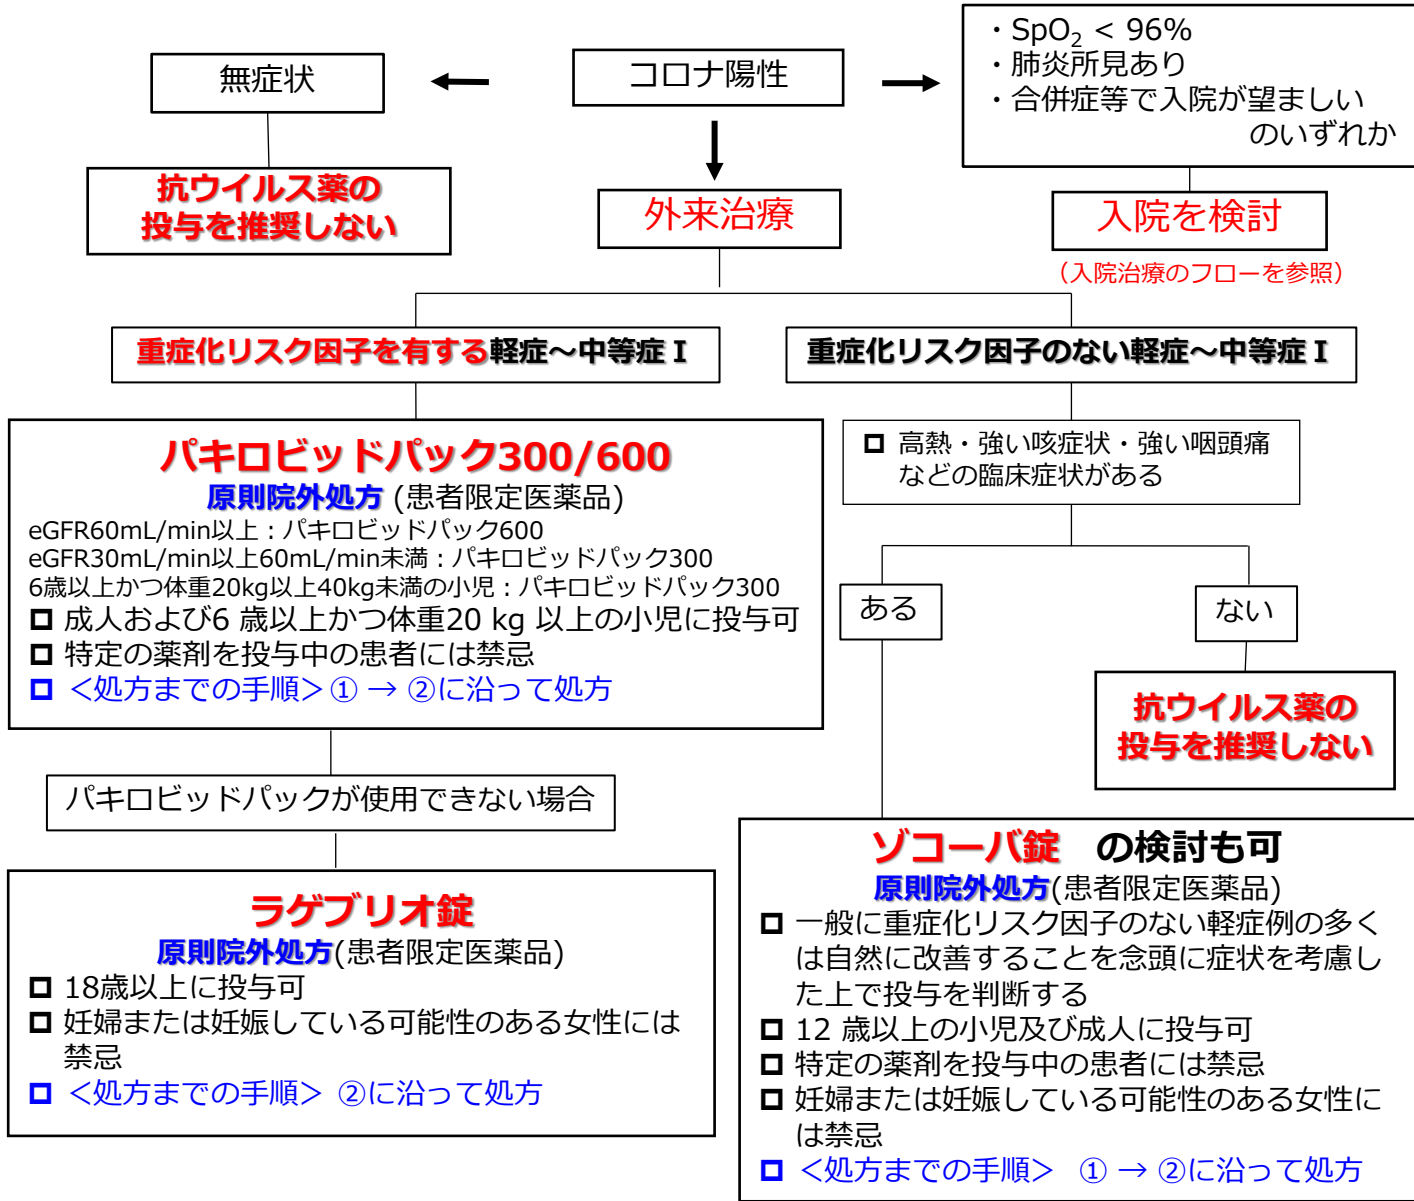 コロナ陽性
無症状
抗ウイルス薬の
投与を推奨しない
・SpO₂ < 96%
・肺炎所見あり
・合併症等で入院が望ましい
のいずれか
入院を検討
（入院治療のフローを参照）
外来治療
重症化リスク因子を有する軽症～中等症Ⅰ
パキロビッドパック300/600
原則院外処方 (患者限定医薬品)
eGFR60mL/min以上：パキロビッドパック600
eGFR30mL/min以上60mL/min未満：パキロビッドパック300
6歳以上かつ体重20kg以上40kg未満の小児：パキロビッドパック300
◻ 成人および6 歳以上かつ体重20 kg 以上の小児に投与可
◻ 特定の薬剤を投与中の患者には禁忌
◻ ＜処方までの手順＞① → ②に沿って処方
パキロビッドパックが使用できない場合
ラゲブリオ錠
原則院外処方(患者限定医薬品)
◻ 18歳以上に投与可
◻ 妊婦または妊娠している可能性のある女性には
禁忌
◻ ＜処方までの手順＞ ②に沿って処方
重症化リスク因子のない軽症～中等症Ⅰ
◻ 高熱・強い咳症状・強い咽頭痛
などの臨床症状がある
ある
ない
抗ウイルス薬の
投与を推奨しない
ゾコーバ錠　の検討も可
原則院外処方(患者限定医薬品)
◻ 一般に重症化リスク因子のない軽症例の多く
は自然に改善することを念頭に症状を考慮し
た上で投与を判断する
◻ 12 歳以上の小児及び成人に投与可
◻ 特定の薬剤を投与中の患者には禁忌
◻ 妊婦または妊娠している可能性のある女性に
は禁忌
◻ ＜処方までの手順＞ ① → ②に沿って処方